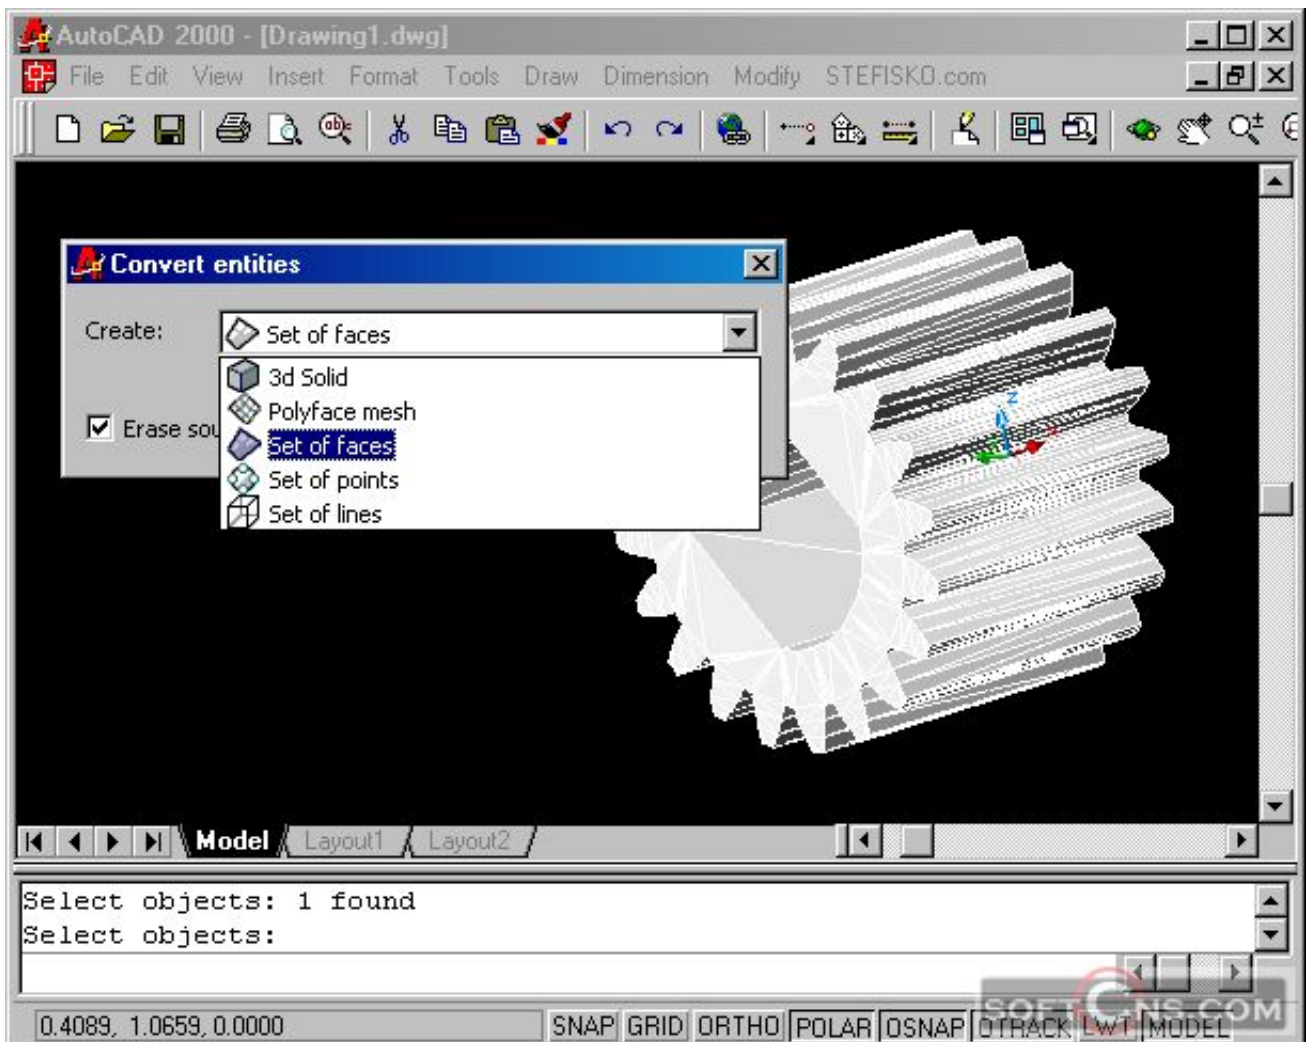 AutoCAD 2000 - [Drawing1.dwg]
File Edit View Insert Format Tools Draw Dimension Modify STEFISKO.com
Convert entities
Create: Set of faces
3d Solid
Polyface mesh
Erase sou Set of faces
Set of points
Set of lines
z
Model Layout1 Layout2
Select objects: 1 found
Select objects:
SOFTCNS.COM
0.4089, 1.0659, 0.0000 SNAP GRID ORTHO POLAR OSNAP OTRACK LWT MODEL